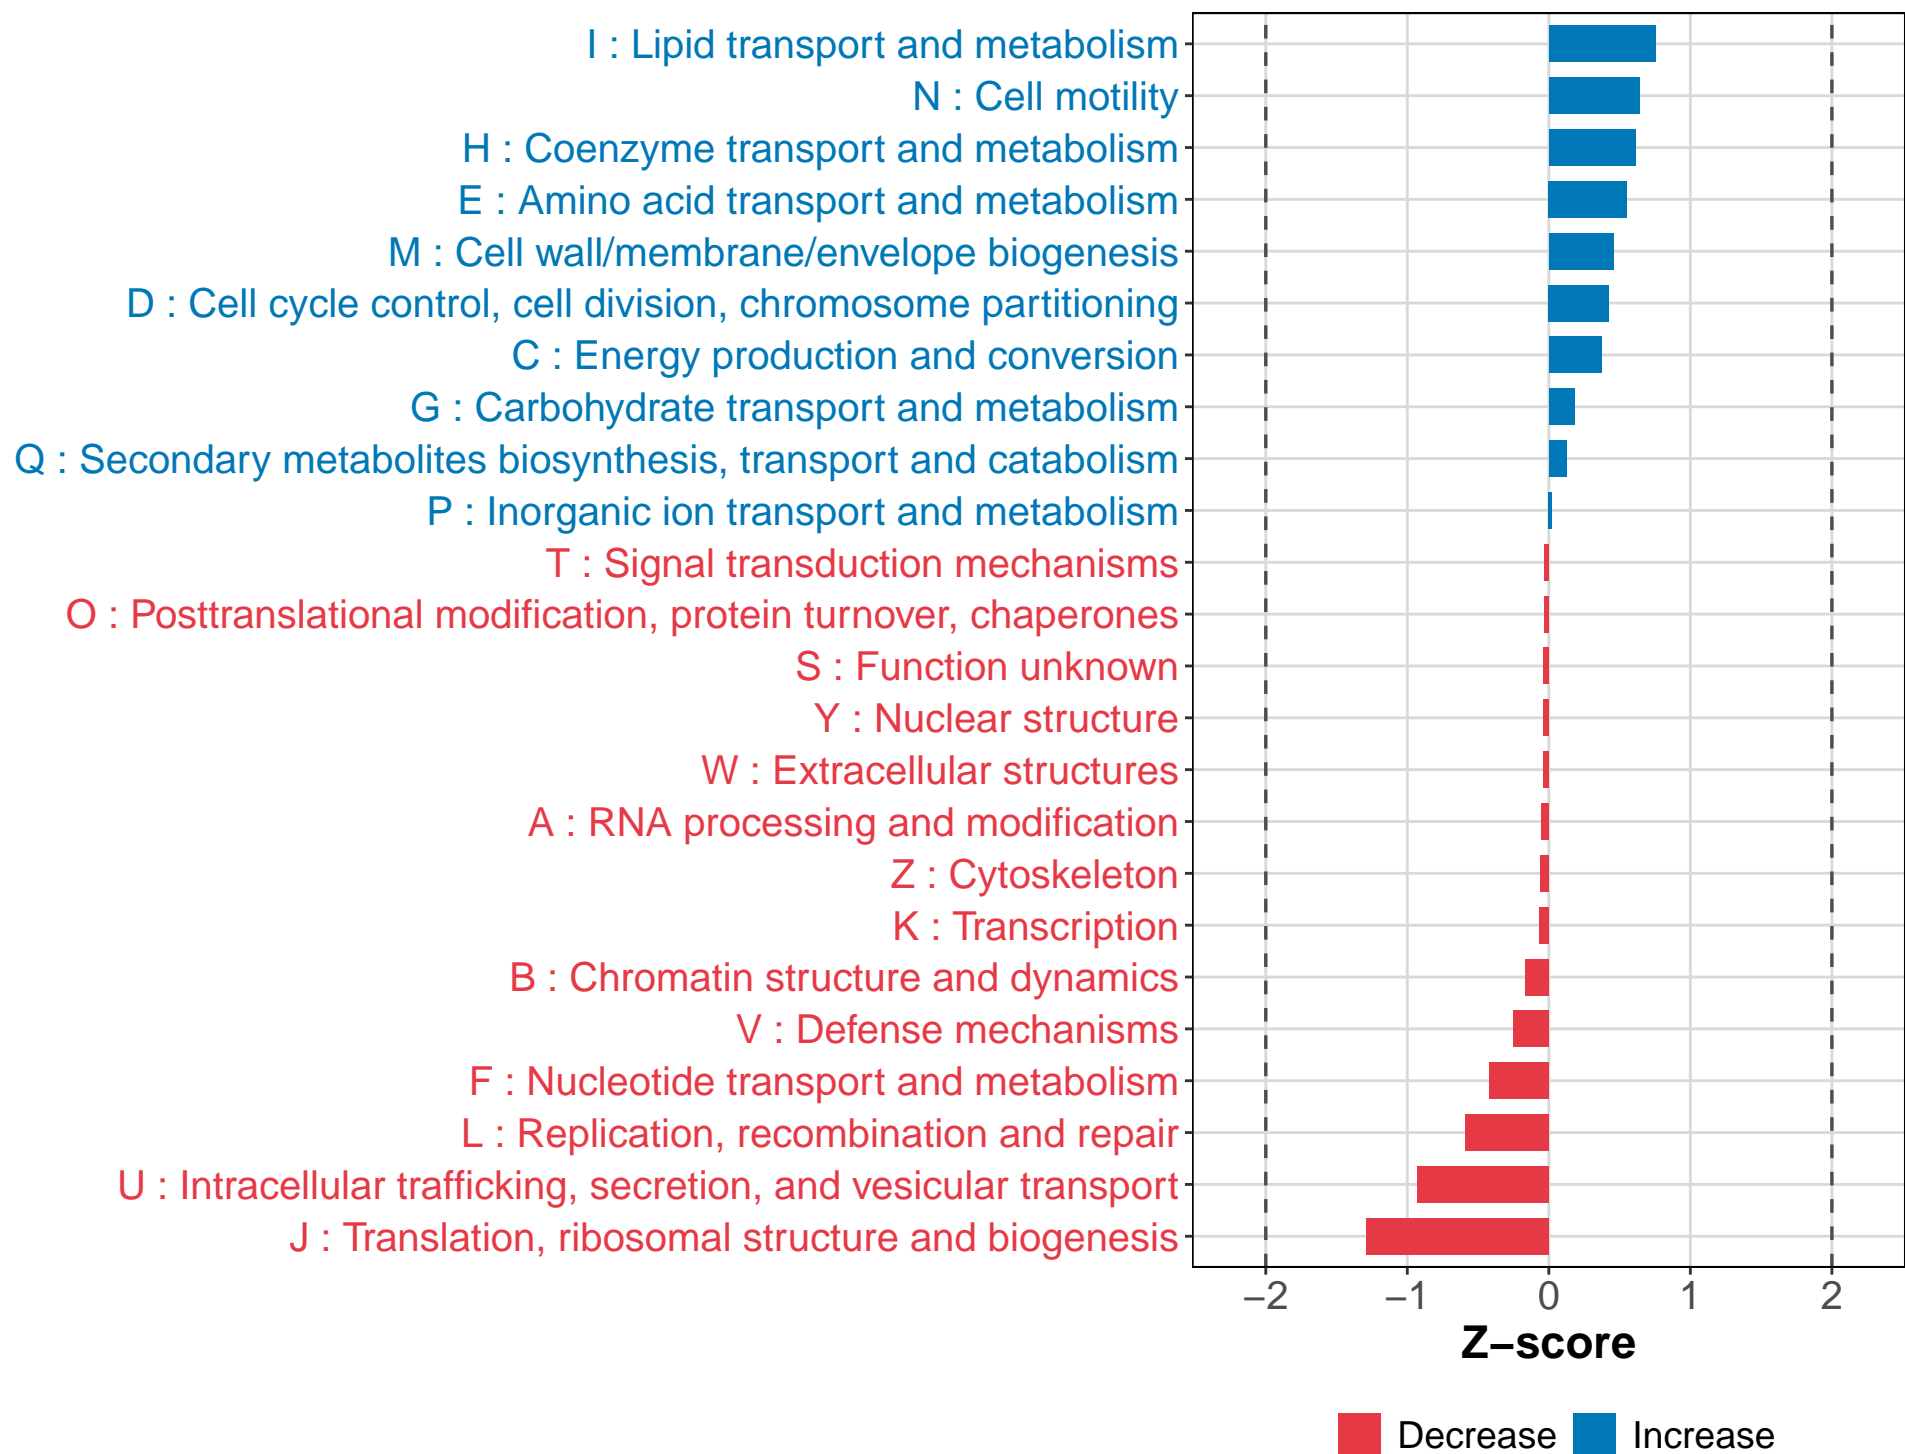 I : Lipid transport and metabolism
N : Cell motility
H : Coenzyme transport and metabolism
E : Amino acid transport and metabolism
M : Cell wall/membrane/envelope biogenesis
D : Cell cycle control, cell division, chromosome partitioning
C : Energy production and conversion
G : Carbohydrate transport and metabolism
Q : Secondary metabolites biosynthesis, transport and catabolism
P : Inorganic ion transport and metabolism
T : Signal transduction mechanisms
O : Posttranslational modification, protein turnover, chaperones
S : Function unknown
Y : Nuclear structure
W : Extracellular structures
A : RNA processing and modification
Z : Cytoskeleton
K : Transcription
B : Chromatin structure and dynamics
V : Defense mechanisms
F : Nucleotide transport and metabolism
L : Replication, recombination and repair
U : Intracellular trafficking, secretion, and vesicular transport
J : Translation, ribosomal structure and biogenesis
−2 −1 0 1 2
Z−score
Decrease Increase